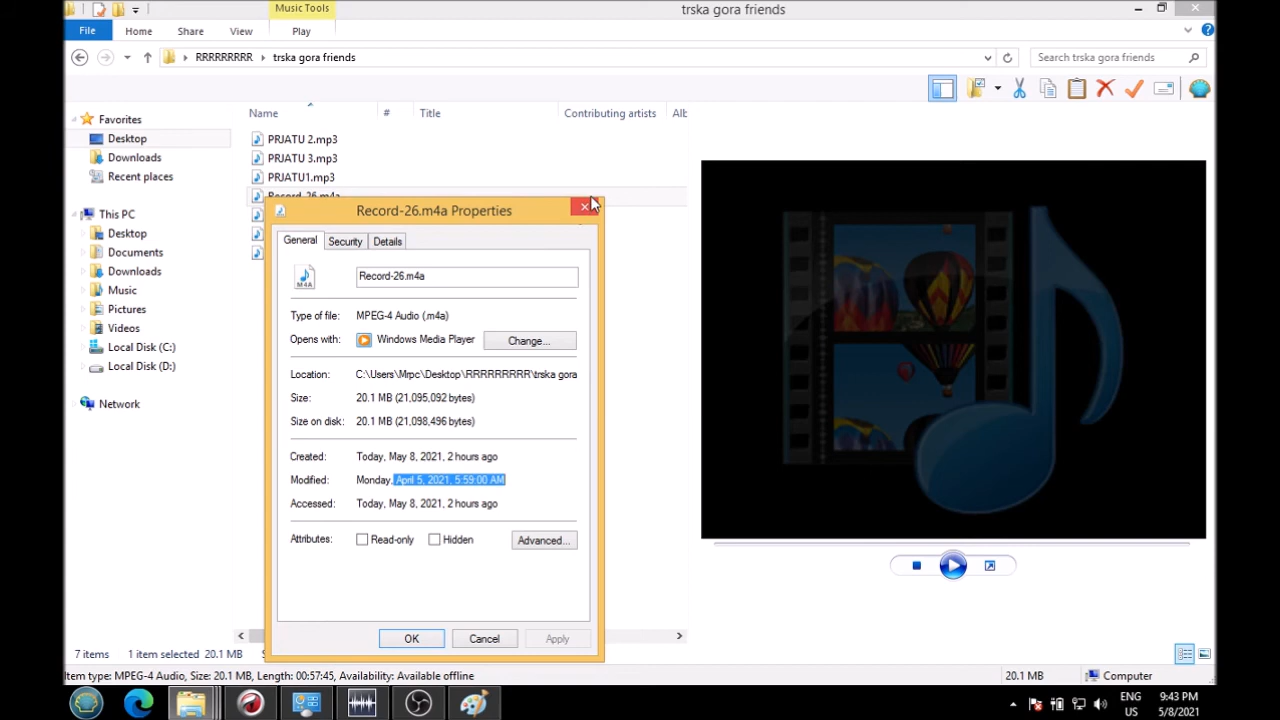 Music Tools
trska gora friends
File
Home
Share
View
Play
RRRRRRRRR
trska gora friends
Search trska gora friends
Name
#
Title
Contributing artists
Alb
Favorites
Desktop
Downloads
Recent places
This PC
Desktop
Documents
Downloads
Music
Pictures
Videos
Local Disk (C:)
Local Disk (D:)
Network
PRJATU 2.mp3
PRJATU 3.mp3
PRJATU1.mp3
Record-26.m4a
Record-26.m4a Properties
General
Security
Details
M4A
Record-26.m4a
Type of file: MPEG-4 Audio (.m4a)
Opens with: Windows Media Player
Change...
Location: C:\Users\Mrpc\Desktop\RRRRRRRRR\trska gora
Size: 20.1 MB (21,095,092 bytes)
Size on disk: 20.1 MB (21,098,496 bytes)
Created: Today, May 8, 2021, 2 hours ago
Modified: Monday, April 5, 2021, 5:59:00 AM
Accessed: Today, May 8, 2021, 2 hours ago
Attributes: Read-only Hidden
Advanced...
OK
Cancel
Apply
7 items 1 item selected 20.1 MB
Item type: MPEG-4 Audio, Size: 20.1 MB, Length: 00:57:45, Availability: Available offline
20.1 MB
Computer
ENG
US
9:43 PM
5/8/2021